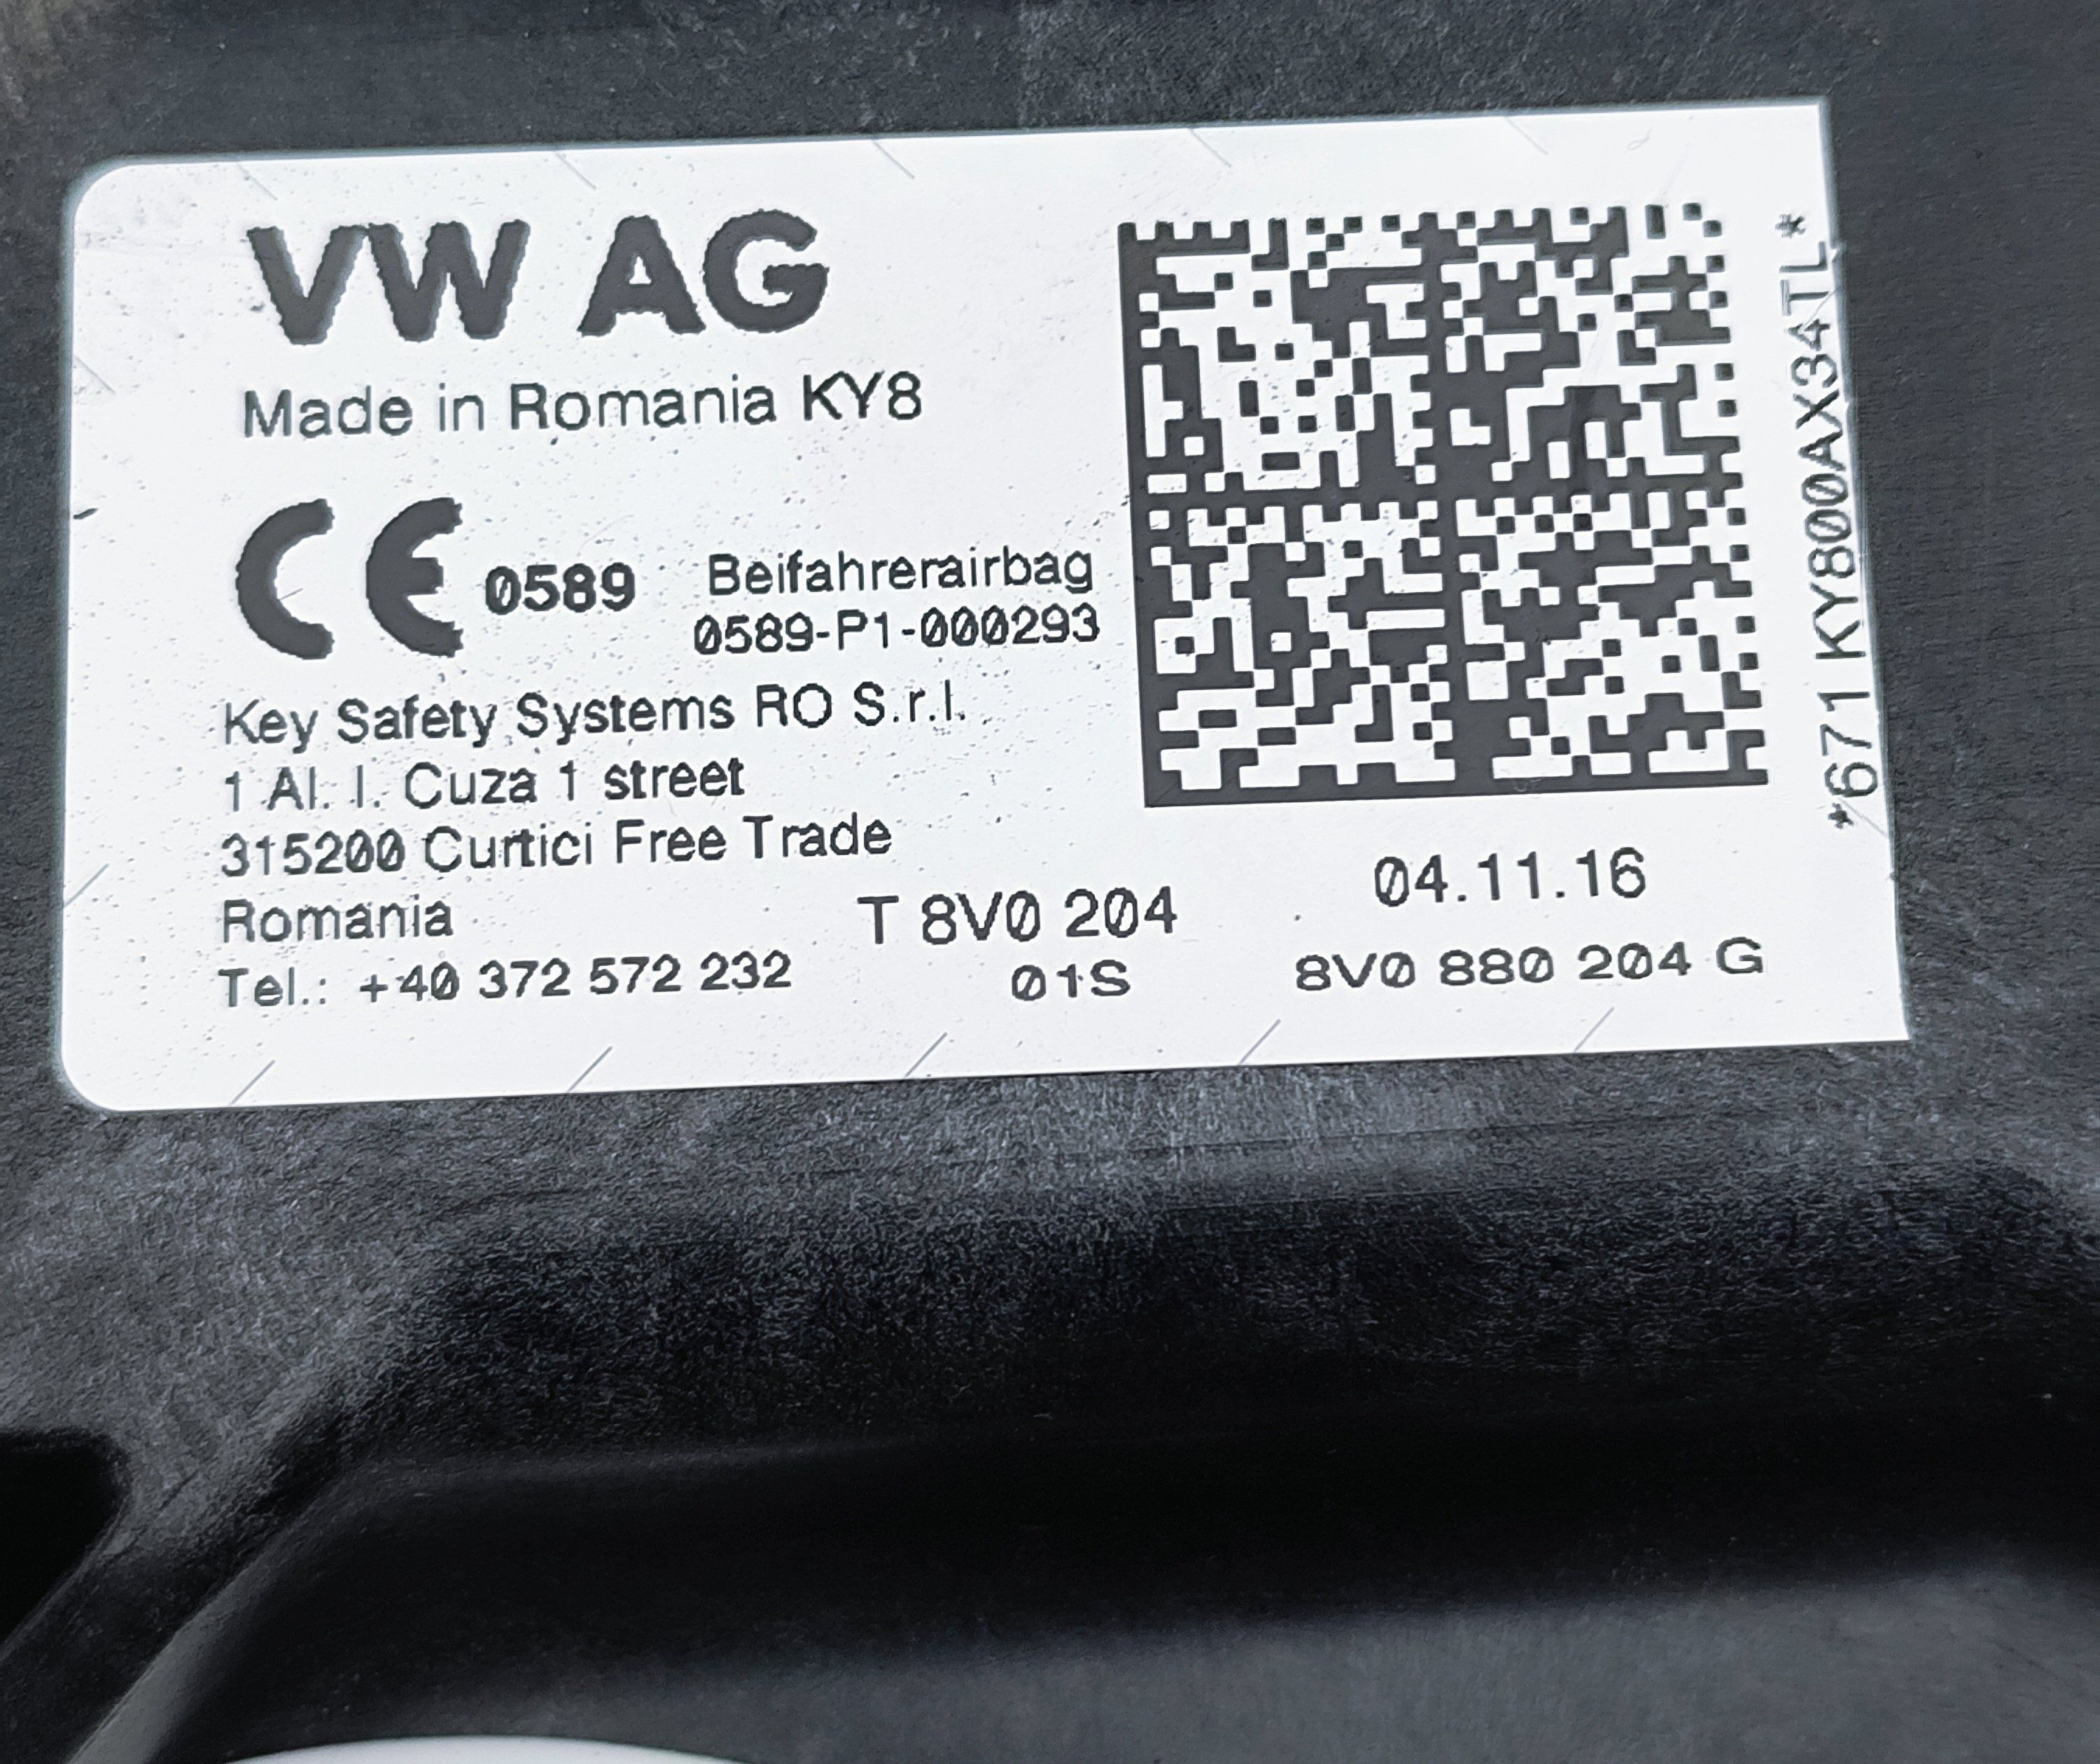 VW AG
Made in Romania KY8
CE 0589
Beifahrerairbag
0589-P1-000293
Key Safety Systems RO S.r.l.
1 Al. I. Cuza 1 street
315200 Curtici Free Trade
Romania
Tel.: +40 372 572 232
T 8V0 204
01S
04.11.16
8V0 880 204 G
*671 KY800AX34TL*